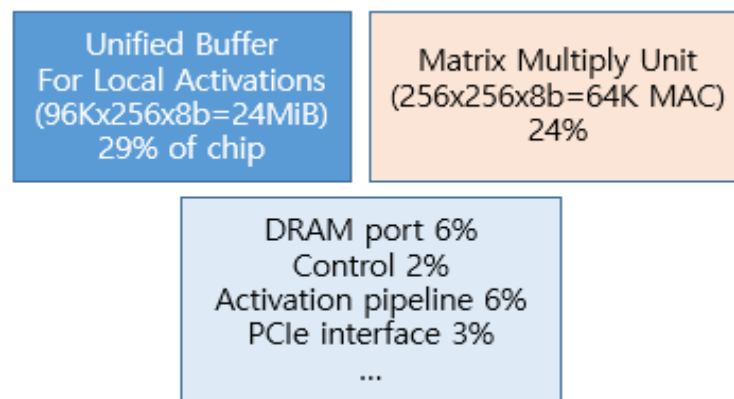 Unified Buffer
For Local Activations
(96Kx256x8b=24MiB)
29% of chip
Matrix Multiply Unit
(256x256x8b=64K MAC)
24%
DRAM port 6%
Control 2%
Activation pipeline 6%
PCIe interface 3%
...